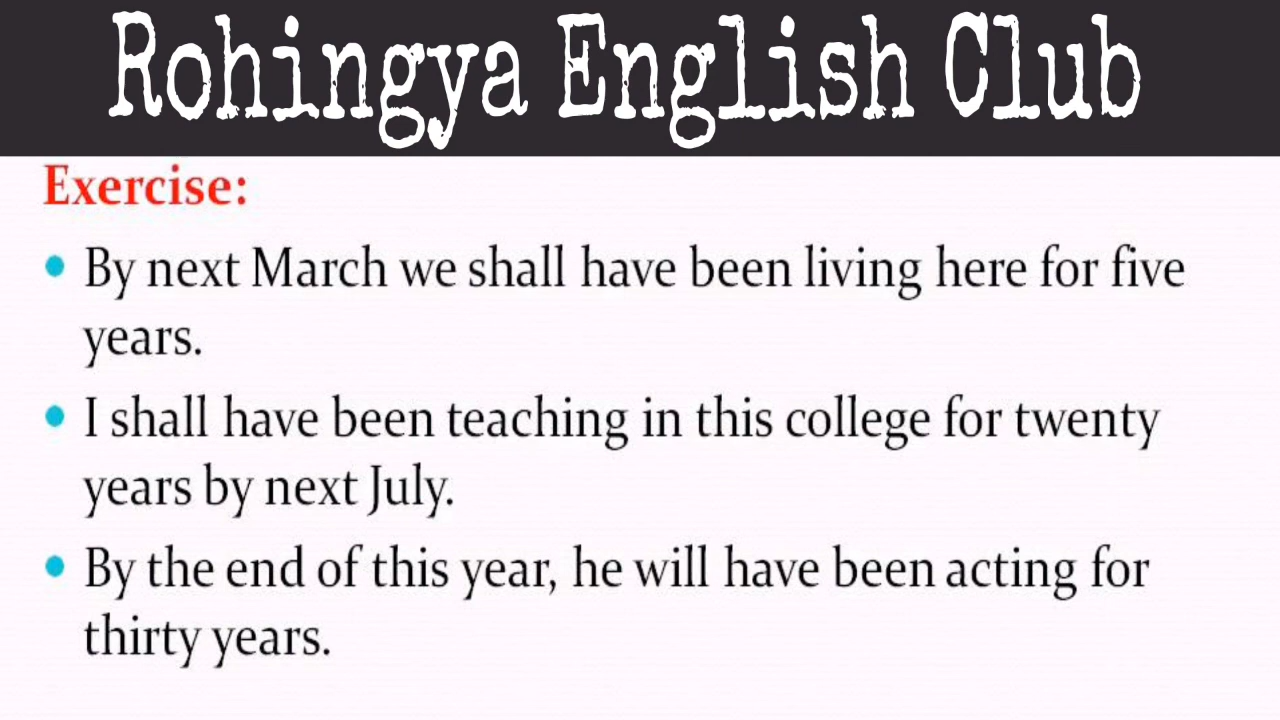 Rohingya English Club
Exercise:
• By next March we shall have been living here for five
years.
• I shall have been teaching in this college for twenty
years by next July.
• By the end of this year, he will have been acting for
thirty years.